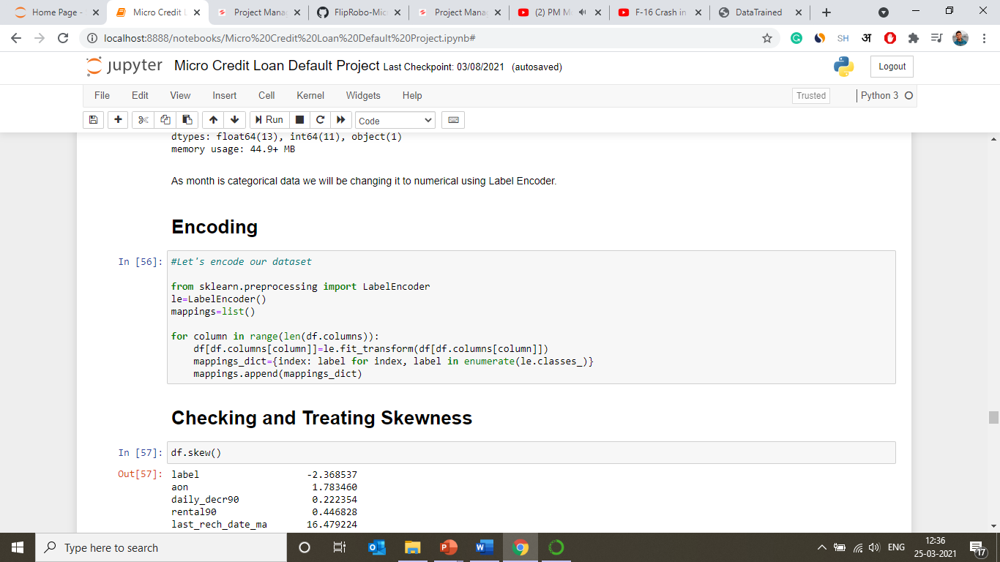 Home Page -
Micro Credit L
Project Mana
FlipRobo-Mic
Project Mana
(2) PM M
F-16 Crash in
DataTrained
localhost:8888/notebooks/Micro%20Credit%20Loan%20Default%20Project.ipynb#
SH
अ
jupyter
Micro Credit Loan Default Project Last Checkpoint: 03/08/2021 (autosaved)
Logout
File Edit View Insert Cell Kernel Widgets Help
Trusted
Python 3
Run
Code
dtypes: float64(13), int64(11), object(1)
memory usage: 44.9+ MB
As month is categorical data we will be changing it to numerical using Label Encoder.
Encoding
In [56]: #Let's encode our dataset
from sklearn.preprocessing import LabelEncoder
le=LabelEncoder()
mappings=list()
for column in range(len(df.columns)):
df[df.columns[column]]=le.fit_transform(df[df.columns[column]])
mappings_dict={index: label for index, label in enumerate(le.classes_)}
mappings.append(mappings_dict)
Checking and Treating Skewness
In [57]: df.skew()
Out[57]: label -2.368537
aon 1.783460
daily_decr90 0.222354
rental90 0.446828
last_rech_date_ma 16.479224
Type here to search
ENG
12:36
25-03-2021
17